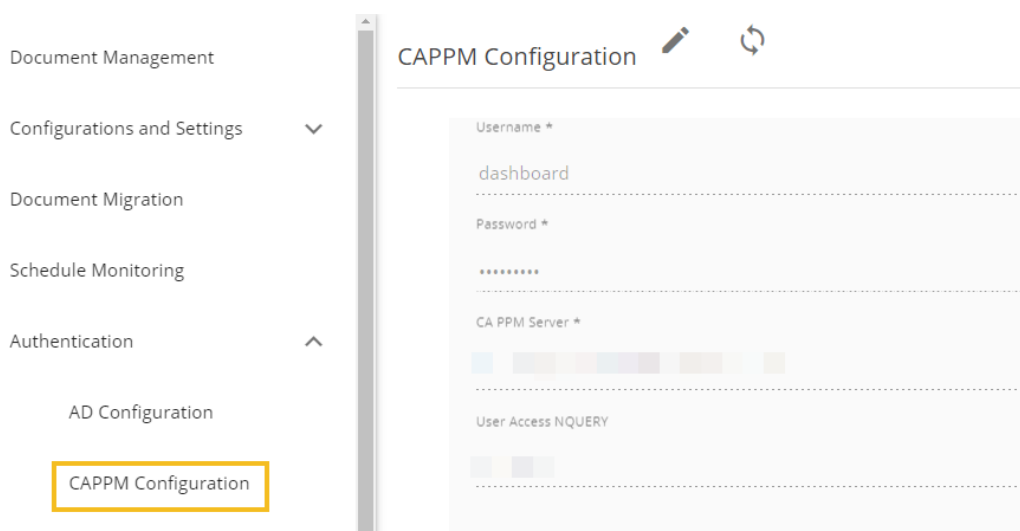 Document Management
Configurations and Settings
Document Migration
Schedule Monitoring
Authentication
AD Configuration
CAPPM Configuration
CAPPM Configuration
Username *
dashboard
Password *
•••••••••
CA PPM Server *
User Access NQUERY